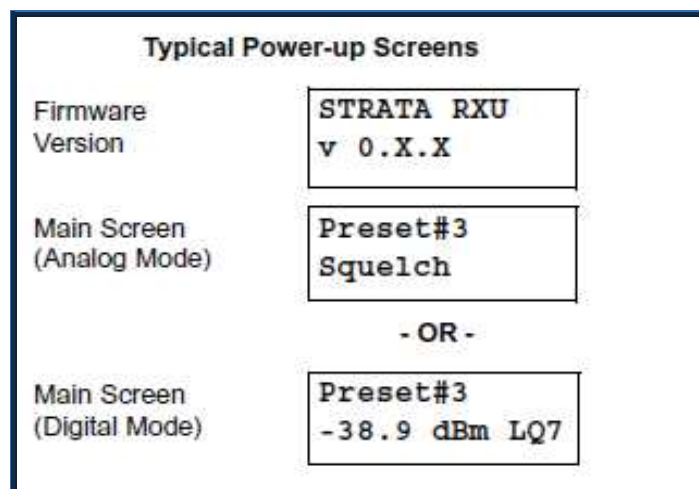 Typical Power-up Screens
Firmware
Version
STRATA RXU
v 0.X.X
Main Screen
(Analog Mode)
Preset#3
Squelch
- OR -
Main Screen
(Digital Mode)
Preset#3
-38.9 dBm LQ7